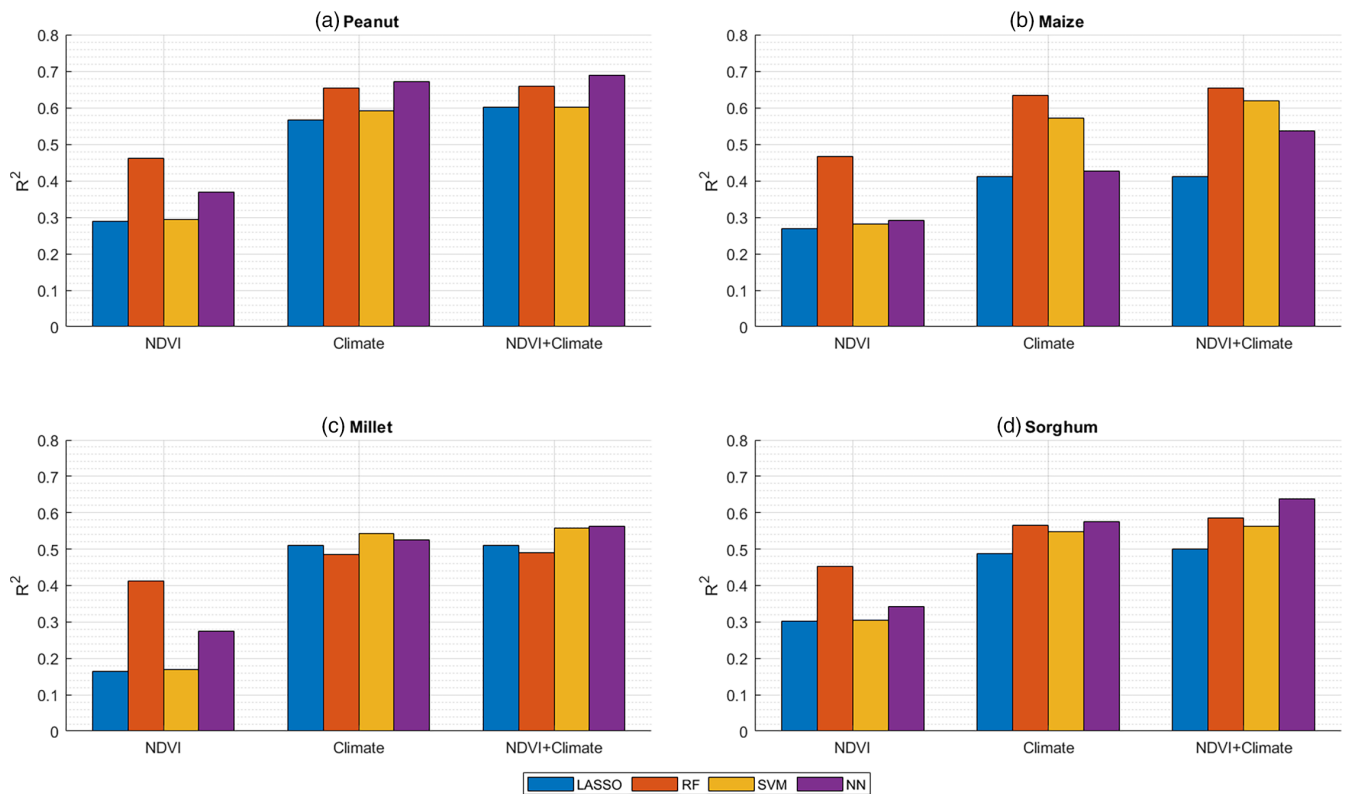 (a) Peanut
0.8
0.7
0.6
0.5
0.4
0.3
0.2
0.1
0
R²
NDVI Climate NDVI+Climate
(b) Maize
0.8
0.7
0.6
0.5
0.4
0.3
0.2
0.1
0
R²
NDVI Climate NDVI+Climate
(c) Millet
0.8
0.7
0.6
0.5
0.4
0.3
0.2
0.1
0
R²
NDVI Climate NDVI+Climate
(d) Sorghum
0.8
0.7
0.6
0.5
0.4
0.3
0.2
0.1
0
R²
NDVI Climate NDVI+Climate
LASSO RF SVM NN